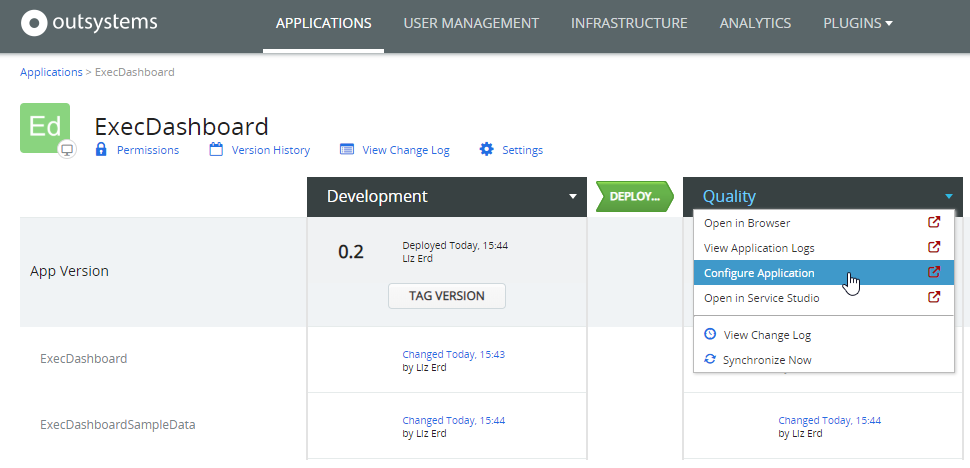 outsystems
APPLICATIONS USER MANAGEMENT INFRASTRUCTURE ANALYTICS PLUGINS
Applications > ExecDashboard
Ed
ExecDashboard
Permissions Version History View Change Log Settings
Development DEPLOY... Quality
App Version
0.2
Deployed Today, 15:44
Liz Erd
TAG VERSION
Open in Browser
View Application Logs
Configure Application
Open in Service Studio
View Change Log
Synchronize Now
ExecDashboard
Changed Today, 15:43
by Liz Erd
ExecDashboardSampleData
Changed Today, 15:44
by Liz Erd
Changed Today, 15:44
by Liz Erd